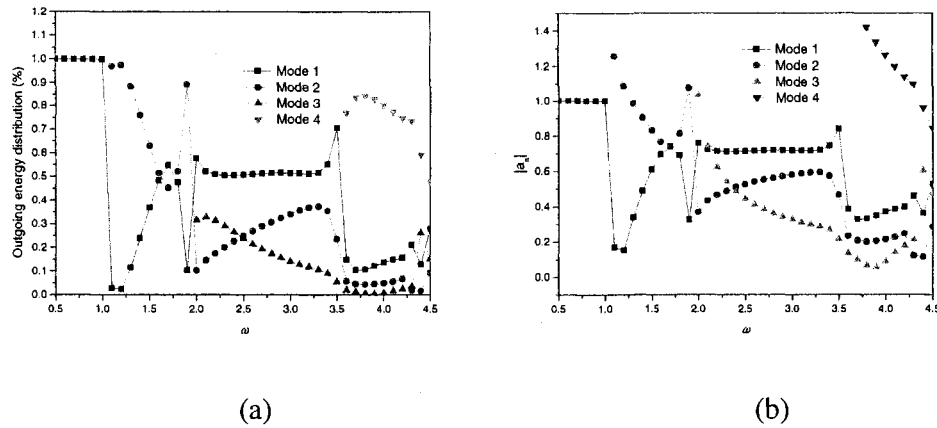 1.2
1.1
1.0
0.9
0.8
0.7
0.6
0.5
0.4
0.3
0.2
0.1
0.0
Outgoing energy distribution (%)
Mode 1
Mode 2
Mode 3
Mode 4
0.5 1.0 1.5 2.0 2.5 3.0 3.5 4.0 4.5
ω
(a)
1.4
1.2
1.0
0.8
0.6
0.4
0.2
0.0
|aₙ|
Mode 1
Mode 2
Mode 3
Mode 4
0.5 1.0 1.5 2.0 2.5 3.0 3.5 4.0 4.5
ω
(b)